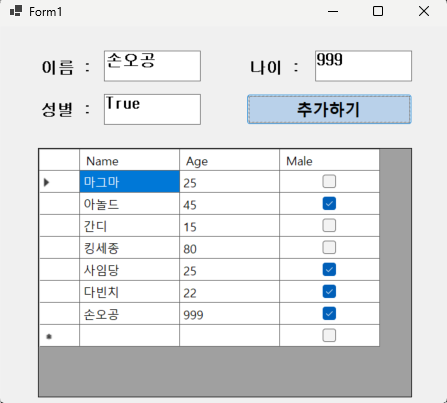 Form1
이름 : 손오공 나이 : 999
성별 : True 추가하기
Name Age Male
마그마 25
아놀드 45
간디 15
킹세종 80
사임당 25
다빈치 22
손오공 999